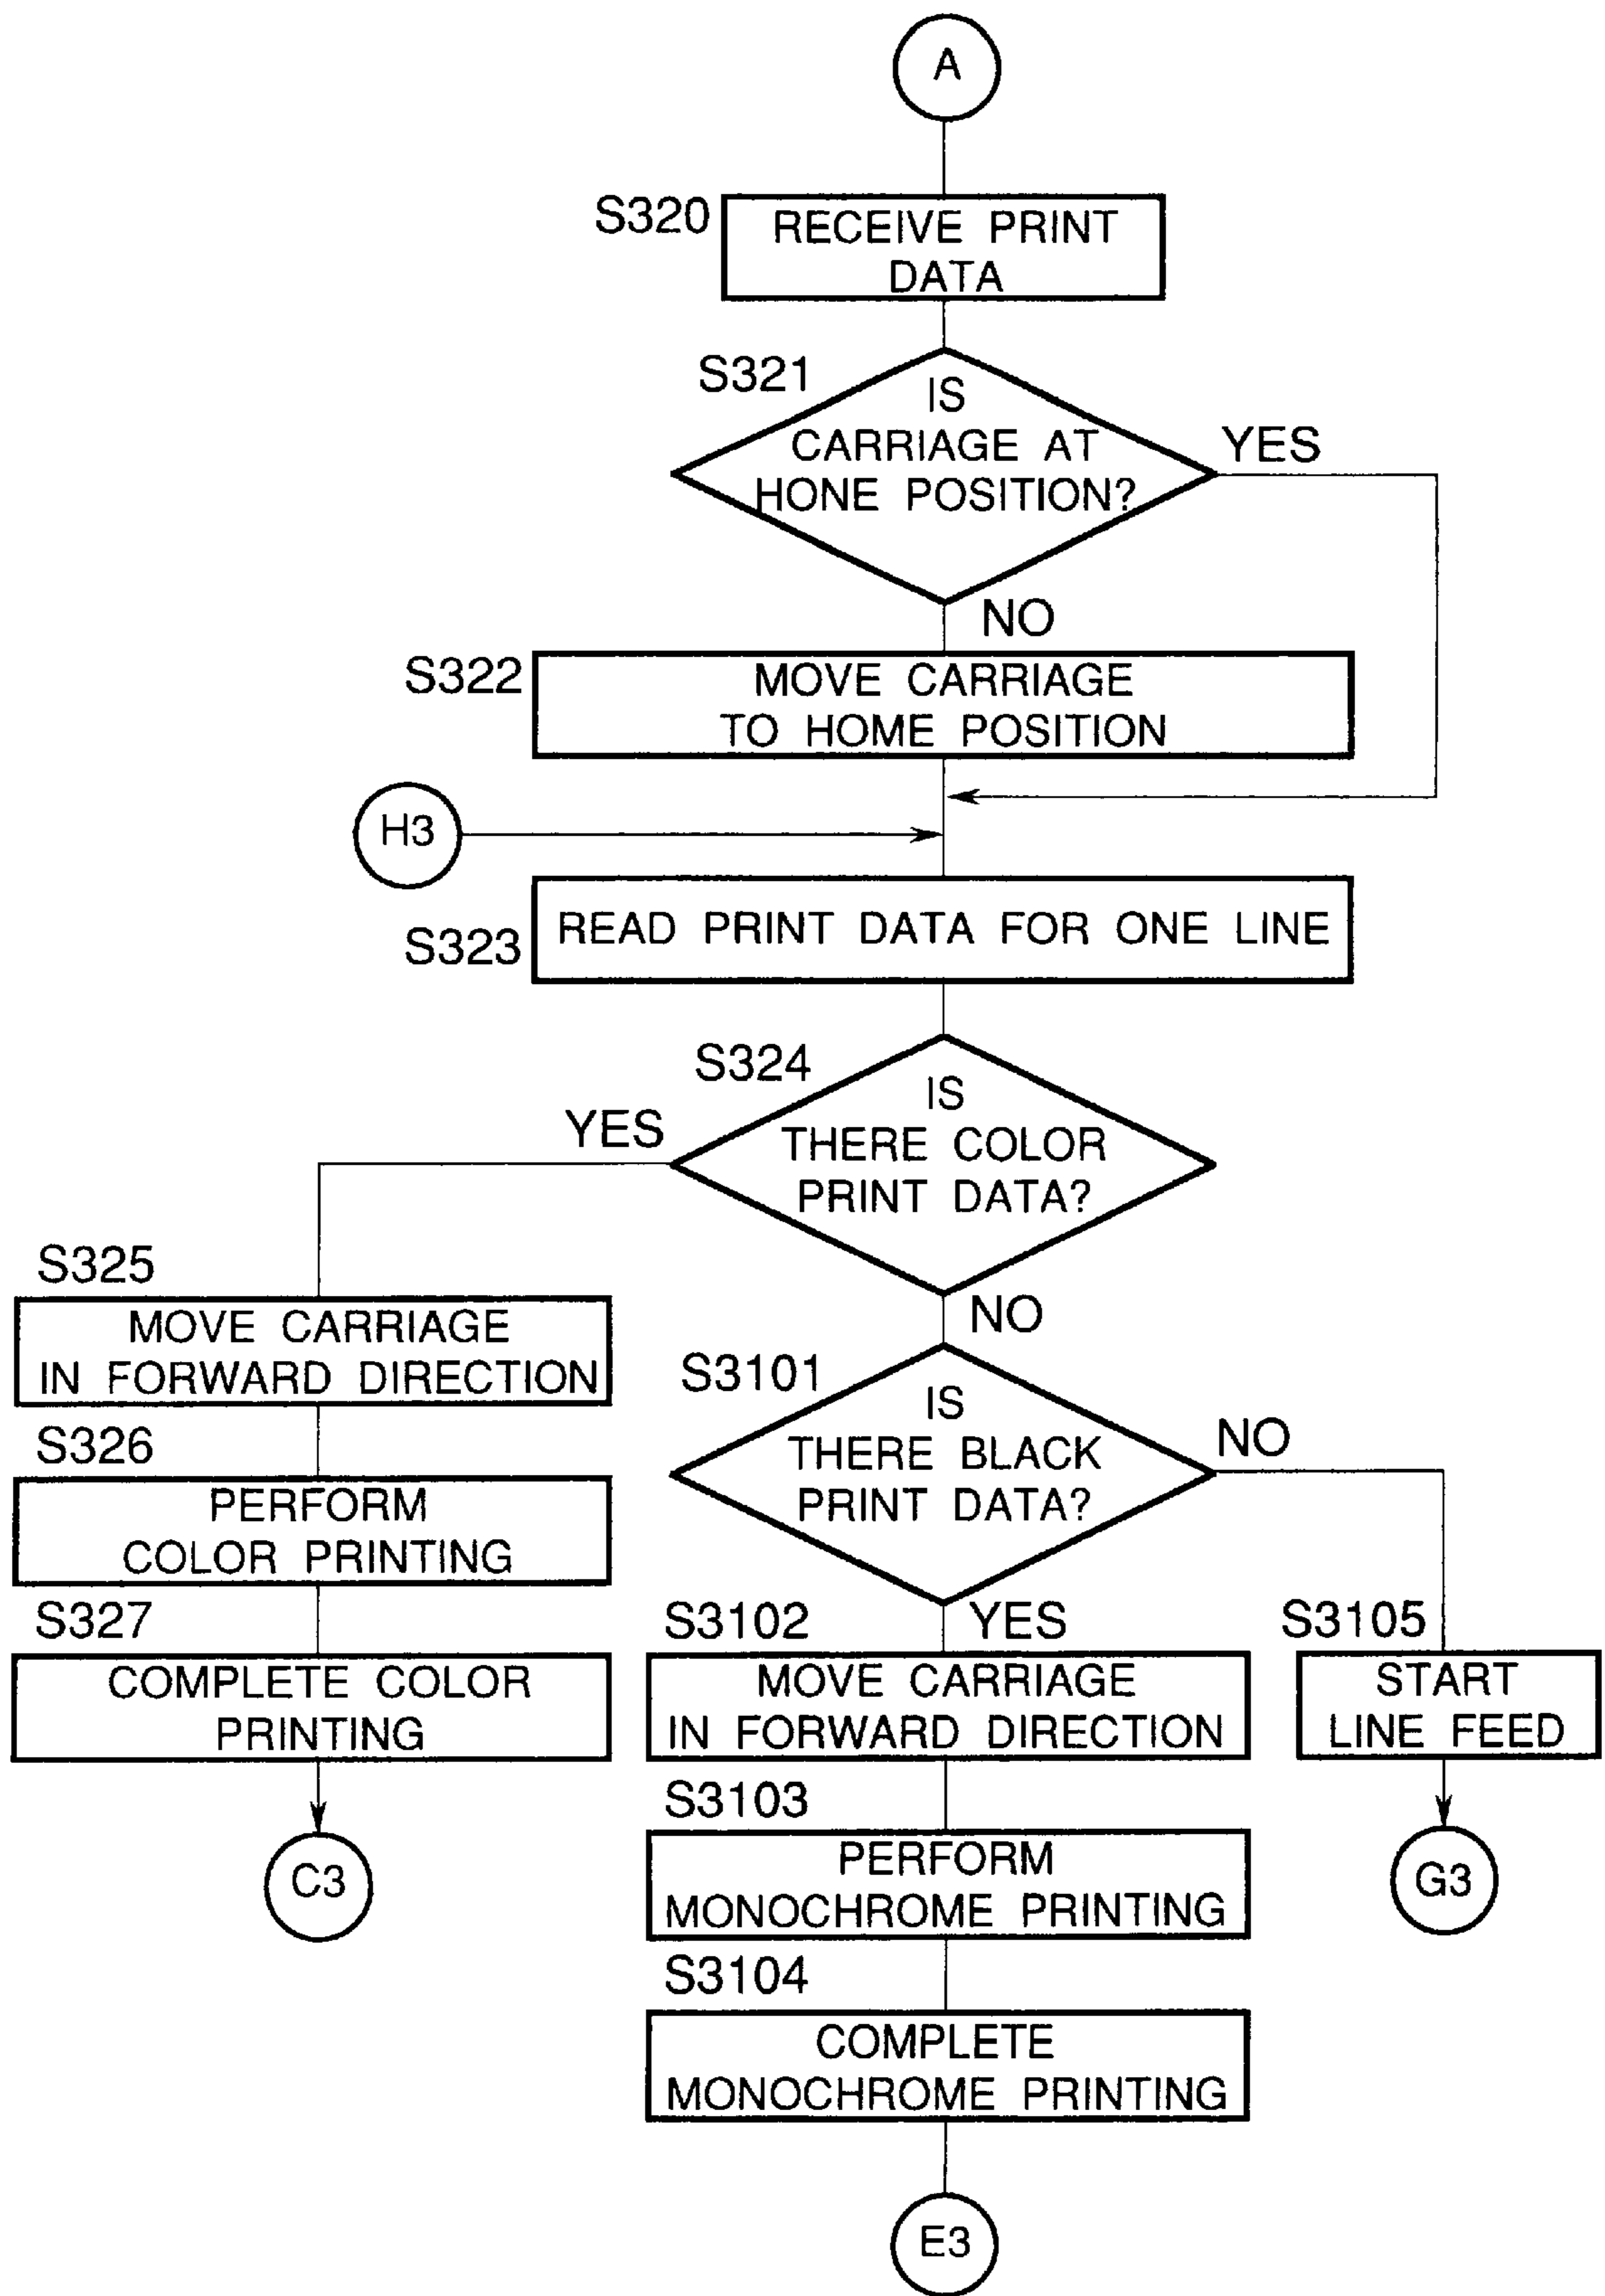 A
S320
RECEIVE PRINT
DATA
S321
IS
CARRIAGE AT
HONE POSITION?
YES
NO
S322
MOVE CARRIAGE
TO HOME POSITION
H3
S323
READ PRINT DATA FOR ONE LINE
S324
IS
THERE COLOR
PRINT DATA?
YES
NO
S325
MOVE CARRIAGE
IN FORWARD DIRECTION
S326
PERFORM
COLOR PRINTING
S327
COMPLETE COLOR
PRINTING
C3
S3101
IS
THERE BLACK
PRINT DATA?
NO
YES
S3102
MOVE CARRIAGE
IN FORWARD DIRECTION
S3103
PERFORM
MONOCHROME PRINTING
S3104
COMPLETE
MONOCHROME PRINTING
E3
S3105
START
LINE FEED
G3